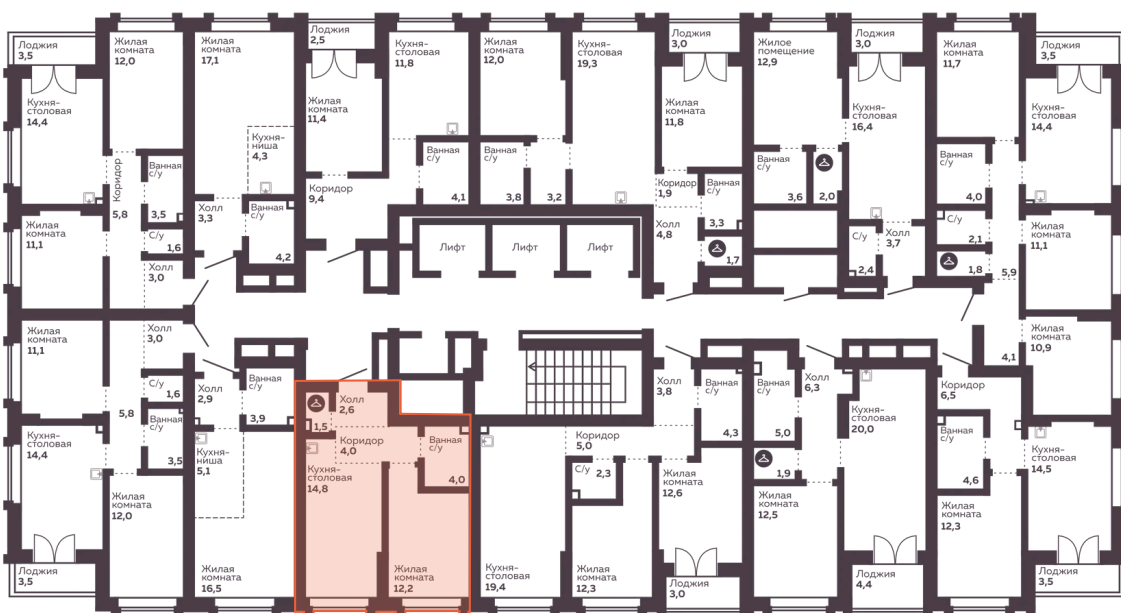 Лоджия
3,5
Жилая
комната
12,0
Жилая
комната
17,1
Лоджия
2,5
Кухня-
столовая
11,8
Жилая
комната
12,0
Кухня-
столовая
19,3
Лоджия
3,0
Жилое
помещение
12,9
Лоджия
3,0
Жилая
комната
11,7
Лоджия
3,5
Кухня-
столовая
14,4
Жилая
комната
11,4
Жилая
комната
11,8
Кухня-
столовая
16,4
Кухня-
столовая
14,4
Кухня-
ниша
4,3
Коридор
5,8
Ванная
с/у
3,5
Холл
3,3
Ванная
с/у
4,2
Коридор
9,4
Ванная
с/у
4,1
Ванная
с/у
3,8
3,2
Коридор
1,9
Ванная
с/у
3,3
Холл
4,8
1,7
Ванная
с/у
3,6
2,0
С/у
2,4
Холл
3,7
Ванная
с/у
4,0
С/у
2,1
1,8
5,9
Жилая
комната
11,1
С/у
1,6
Холл
3,0
Лифт
Лифт
Лифт
Жилая
комната
11,1
Жилая
комната
11,1
Холл
3,0
С/у
1,6
5,8
Ванная
с/у
3,5
Холл
2,9
Ванная
с/у
3,9
Холл
2,6
1,5
Коридор
4,0
Ванная
с/у
4,0
Холл
3,8
Ванная
с/у
4,3
Ванная
с/у
5,0
Холл
6,3
1,9
4,1
Жилая
комната
10,9
Коридор
6,5
Ванная
с/у
4,6
Кухня-
столовая
14,4
Кухня-
ниша
5,1
Кухня-
столовая
14,8
Коридор
5,0
С/у
2,3
Жилая
комната
12,6
Кухня-
столовая
20,0
Кухня-
столовая
14,5
Жилая
комната
12,0
Жилая
комната
12,5
Жилая
комната
12,3
Лоджия
3,5
Жилая
комната
16,5
Жилая
комната
12,2
Кухня-
столовая
19,4
Жилая
комната
12,3
Лоджия
3,0
Лоджия
4,4
Лоджия
3,5